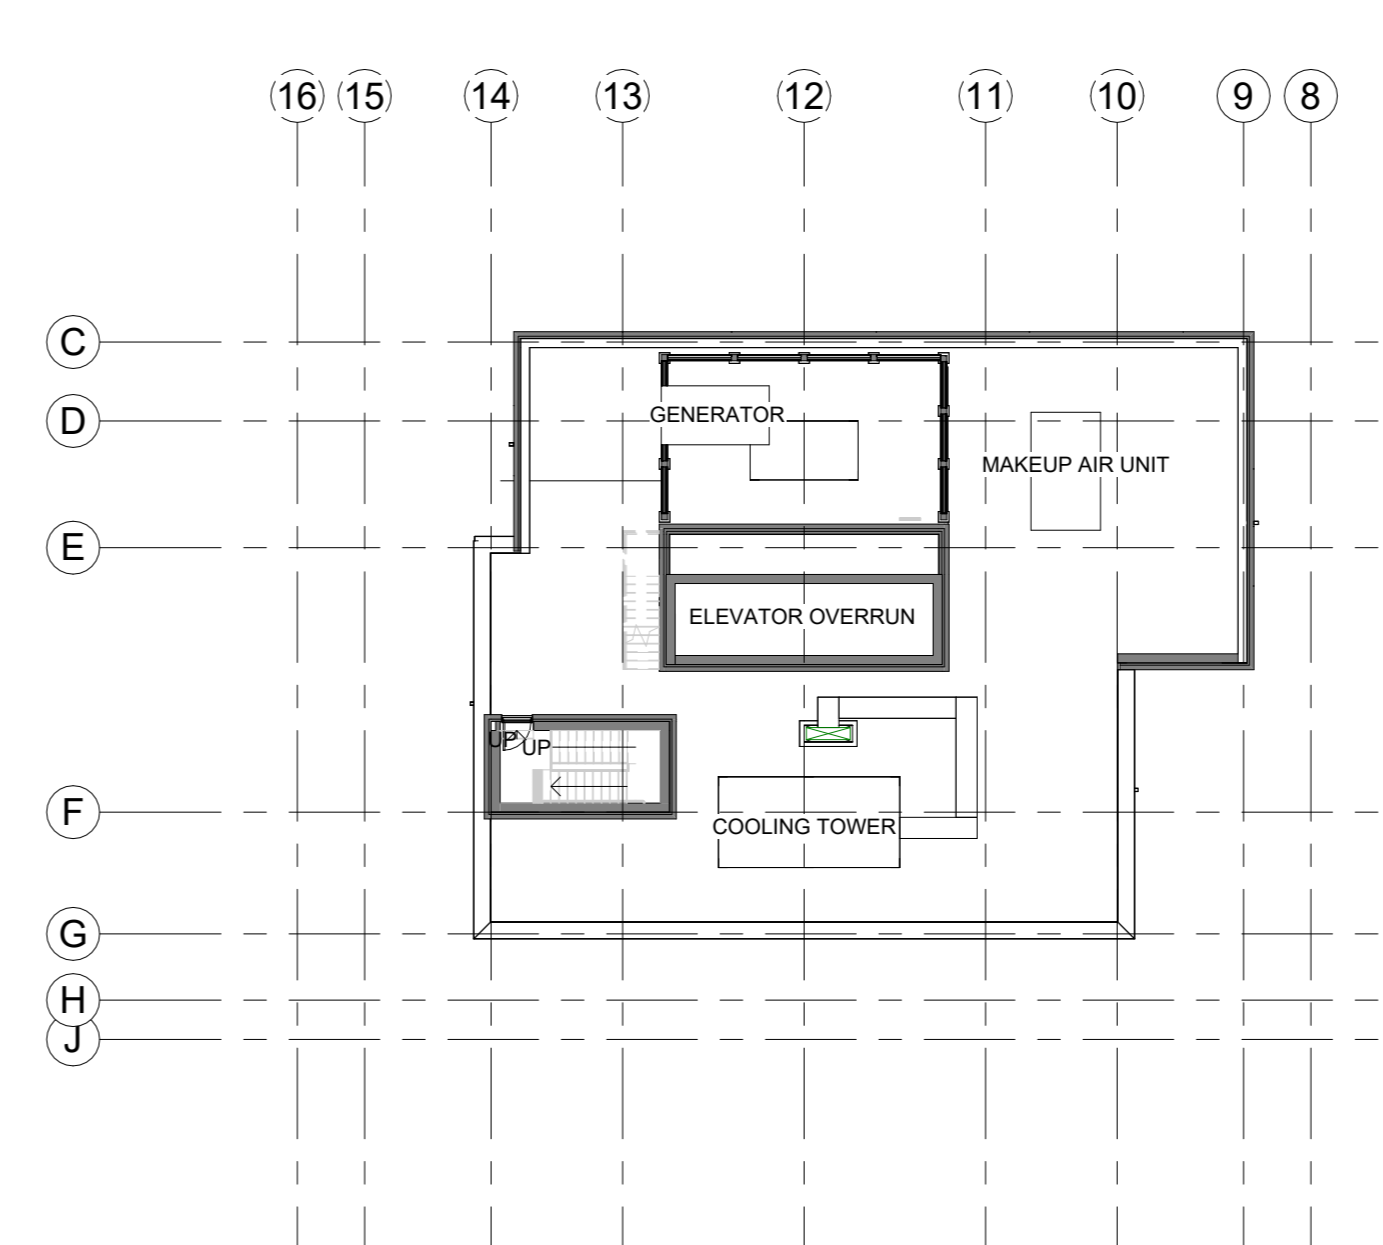 16 15 14 13 12 11 10 9 8
C
D
GENERATOR
MAKEUP AIR UNIT
E
ELEVATOR OVERRUN
UP UP
F
COOLING TOWER
G
H
J